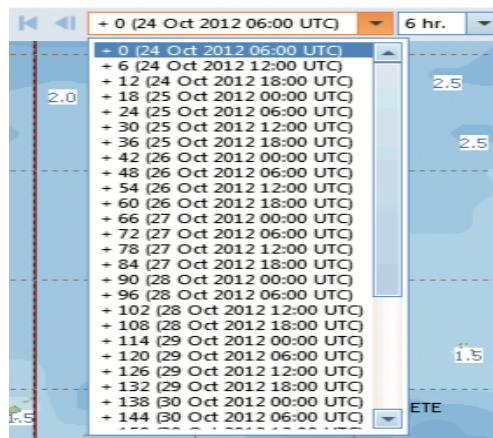 + 0 (24 Oct 2012 06:00 UTC)
6 hr.
+ 0 (24 Oct 2012 06:00 UTC)
+ 6 (24 Oct 2012 12:00 UTC)
+ 12 (24 Oct 2012 18:00 UTC)
+ 18 (25 Oct 2012 00:00 UTC)
+ 24 (25 Oct 2012 06:00 UTC)
+ 30 (25 Oct 2012 12:00 UTC)
+ 36 (25 Oct 2012 18:00 UTC)
+ 42 (26 Oct 2012 00:00 UTC)
+ 48 (26 Oct 2012 06:00 UTC)
+ 54 (26 Oct 2012 12:00 UTC)
+ 60 (26 Oct 2012 18:00 UTC)
+ 66 (27 Oct 2012 00:00 UTC)
+ 72 (27 Oct 2012 06:00 UTC)
+ 78 (27 Oct 2012 12:00 UTC)
+ 84 (27 Oct 2012 18:00 UTC)
+ 90 (28 Oct 2012 00:00 UTC)
+ 96 (28 Oct 2012 06:00 UTC)
+ 102 (28 Oct 2012 12:00 UTC)
+ 108 (28 Oct 2012 18:00 UTC)
+ 114 (29 Oct 2012 00:00 UTC)
+ 120 (29 Oct 2012 06:00 UTC)
+ 126 (29 Oct 2012 12:00 UTC)
+ 132 (29 Oct 2012 18:00 UTC)
+ 138 (30 Oct 2012 00:00 UTC)
+ 144 (30 Oct 2012 06:00 UTC)
2.0
2.5
2.5
1.5
1.5
ETE